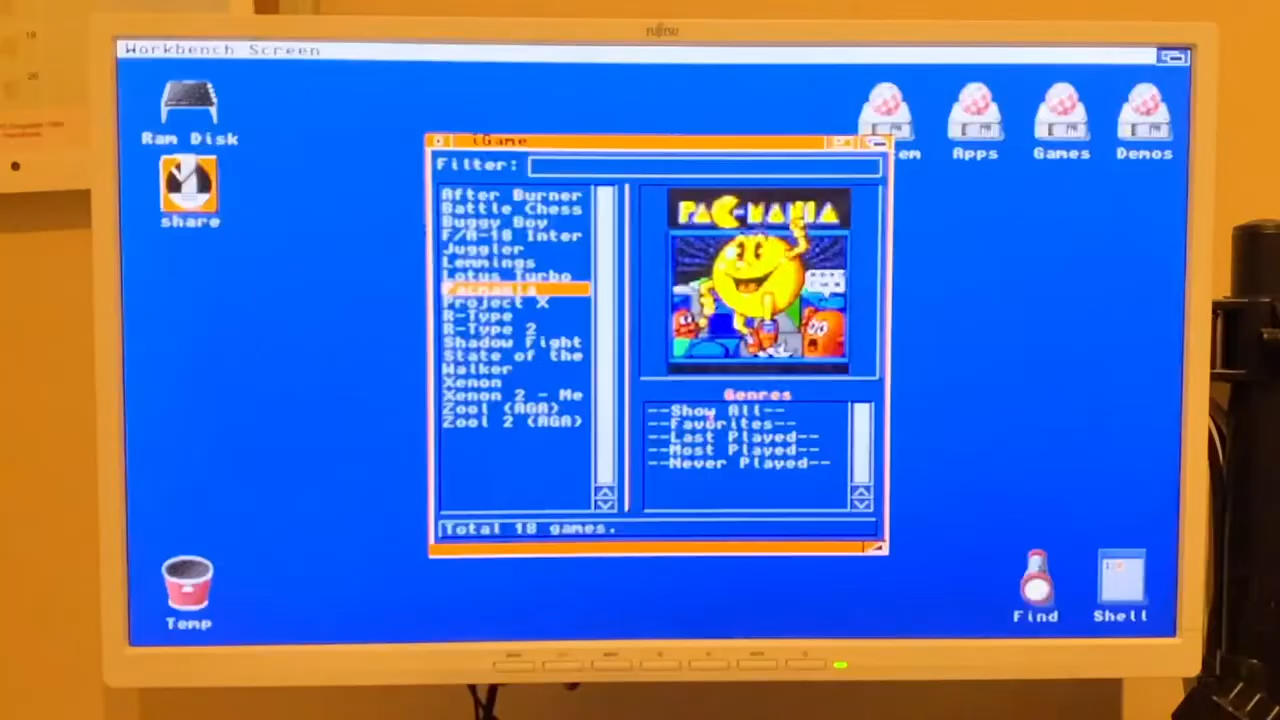 FUJITSU
Workbench Screen
19
26
Ram Disk
share
Apps
Games
Demos
iGame
Filter:
After Burner
Battle Chess
Buggy Boy
F/A-18 Inter
Juggler
Lemmings
Lotus Turbo
Pacmania
Project X
R-Type
R-Type 2
Shadow Fight
State of the
Walker
Xenon
Xenon 2 - Me
Zool (AGA)
Zool 2 (AGA)
PAC-MANIA
Genres
--Show All--
--Favorites--
--Last Played--
--Most Played--
--Never Played--
Total 18 games.
Temp
Find
Shell